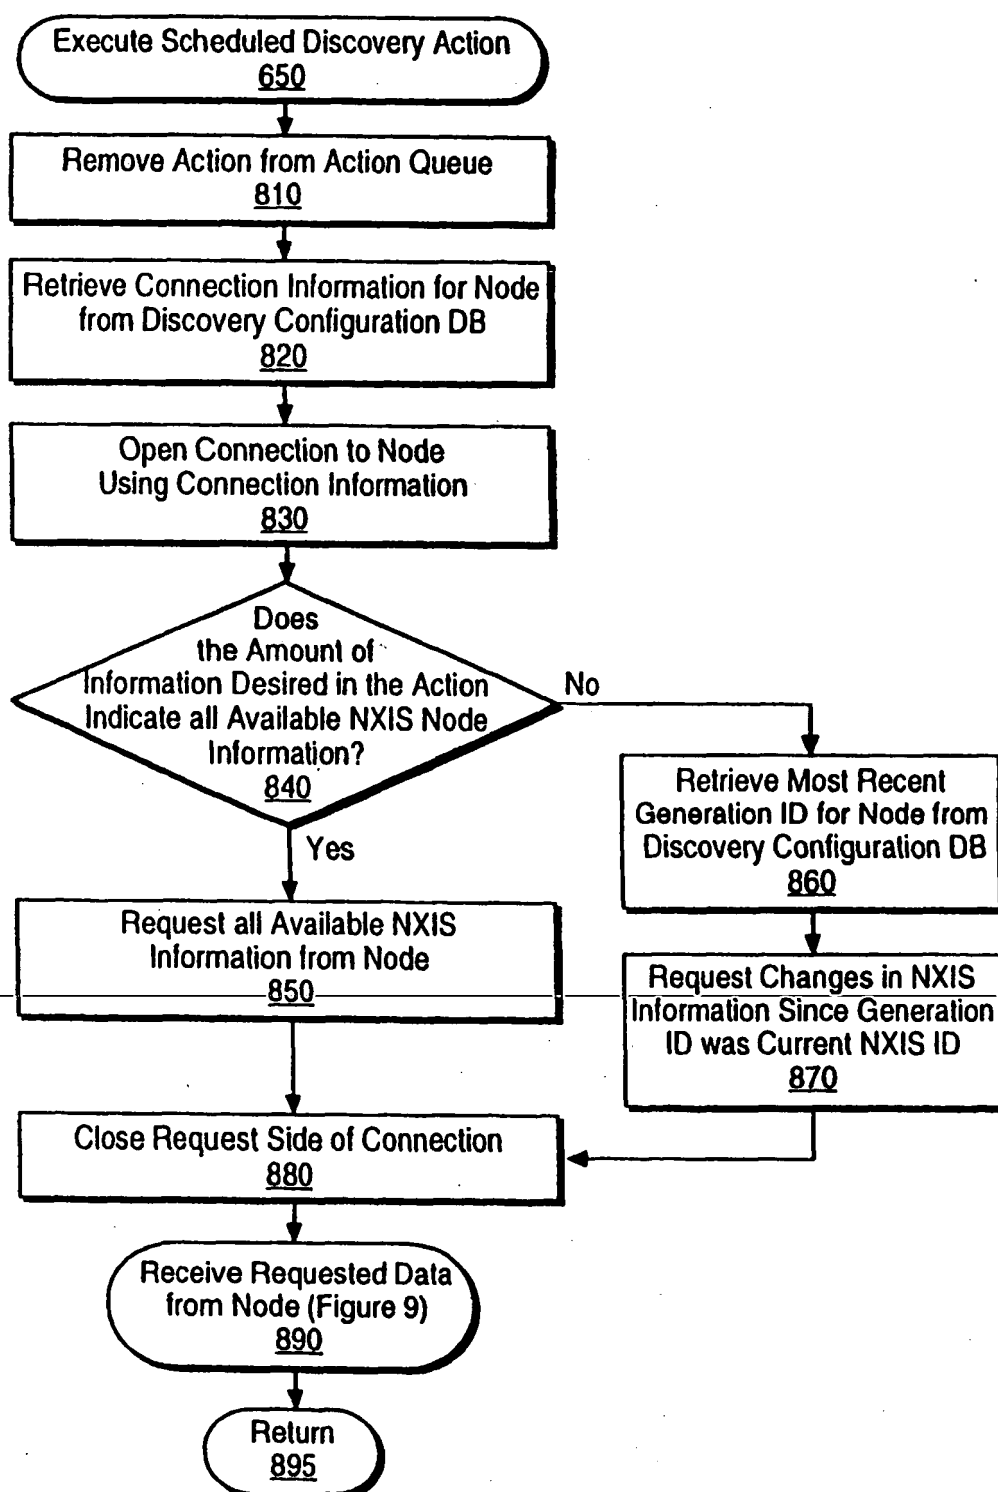 Execute Scheduled Discovery Action
650
Remove Action from Action Queue
810
Retrieve Connection Information for Node
from Discovery Configuration DB
820
Open Connection to Node
Using Connection Information
830
Does
the Amount of
Information Desired in the Action
Indicate all Available NXIS Node
Information?
840
No
Yes
Retrieve Most Recent
Generation ID for Node from
Discovery Configuration DB
860
Request all Available NXIS
Information from Node
850
Request Changes in NXIS
Information Since Generation
ID was Current NXIS ID
870
Close Request Side of Connection
880
Receive Requested Data
from Node (Figure 9)
890
Return
895